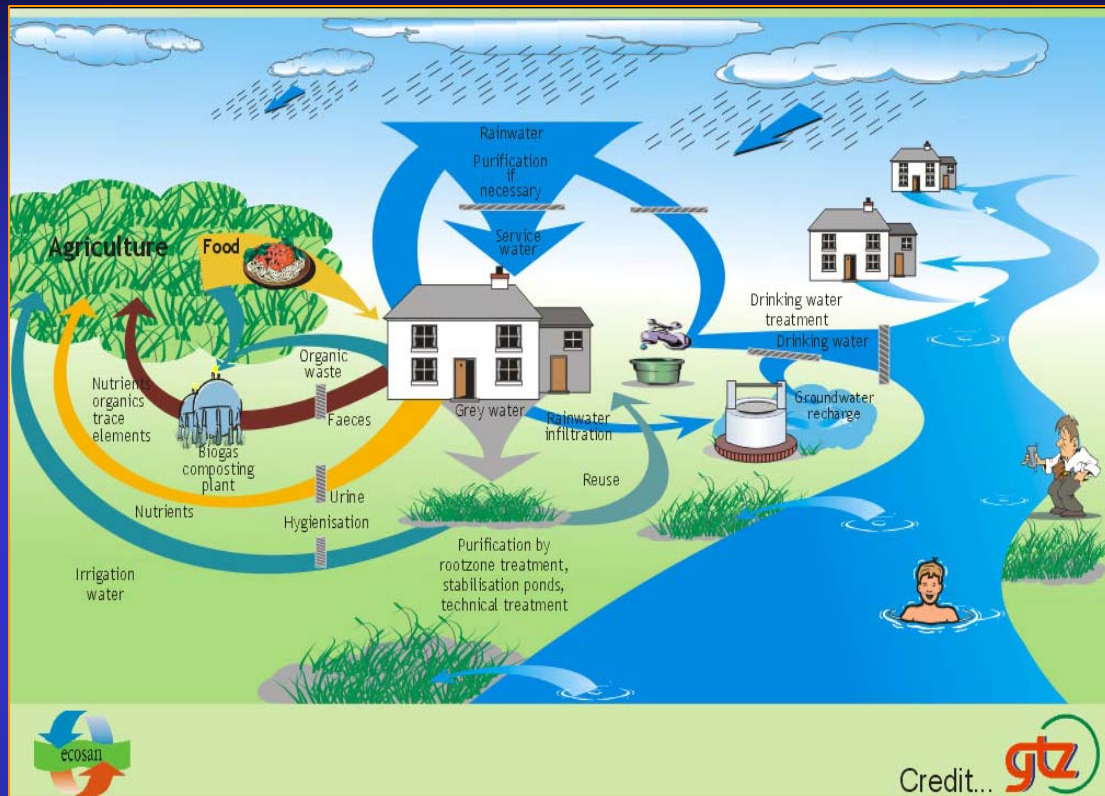 Rainwater
Purification
if
necessary
Service
water
Agriculture
Food
Drinking water
treatment
Drinking water
Organic
waste
Nutrients
organics
trace
elements
Faeces
Grey water
Rainwater
infiltration
Groundwater
recharge
Biogas
composting
plant
Reuse
Urine
Nutrients
Hygienisation
Purification by
rootzone treatment,
stabilisation ponds,
technical treatment
Irrigation
water
ecosan
Credit...
gtz